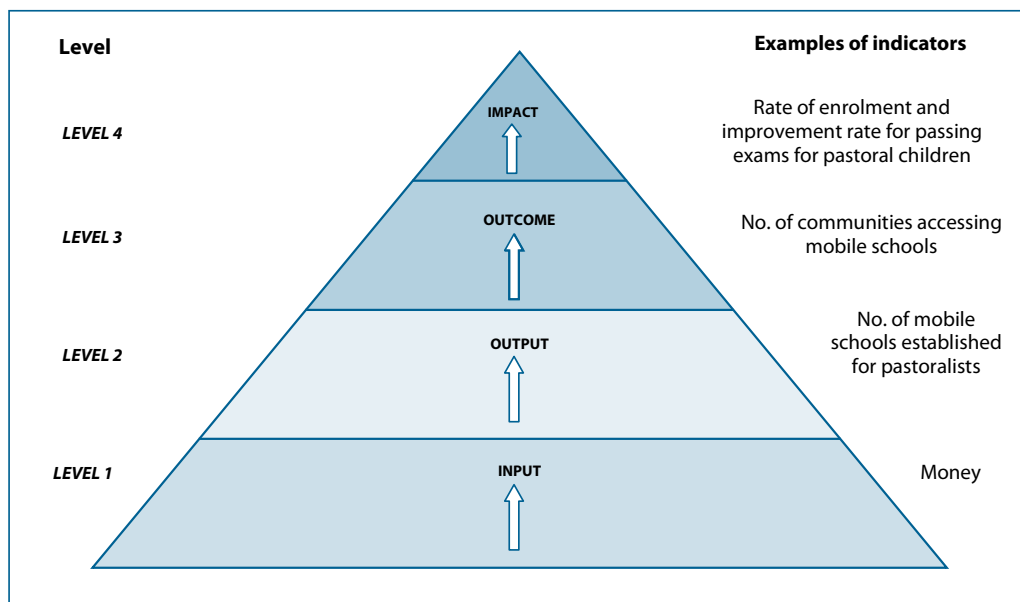 Level
Examples of indicators
LEVEL 4
IMPACT
Rate of enrolment and
improvement rate for passing
exams for pastoral children
LEVEL 3
OUTCOME
No. of communities accessing
mobile schools
LEVEL 2
OUTPUT
No. of mobile
schools established
for pastoralists
LEVEL 1
INPUT
Money